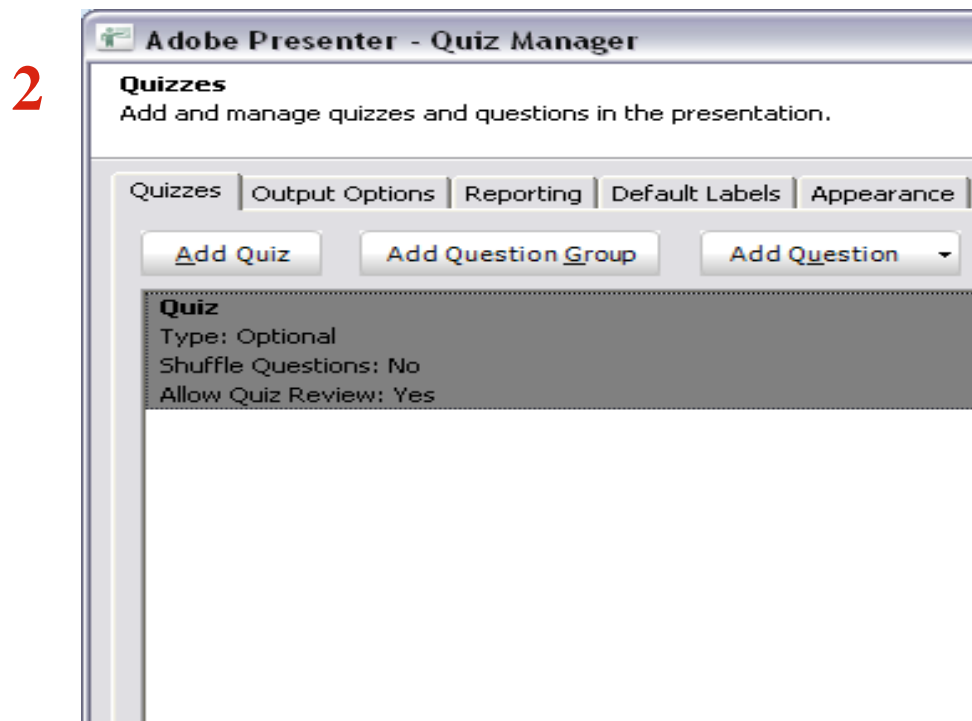 Adobe Presenter - Quiz Manager
2
Quizzes
Add and manage quizzes and questions in the presentation.
Quizzes Output Options Reporting Default Labels Appearance
Add Quiz Add Question Group Add Question
Quiz
Type: Optional
Shuffle Questions: No
Allow Quiz Review: Yes